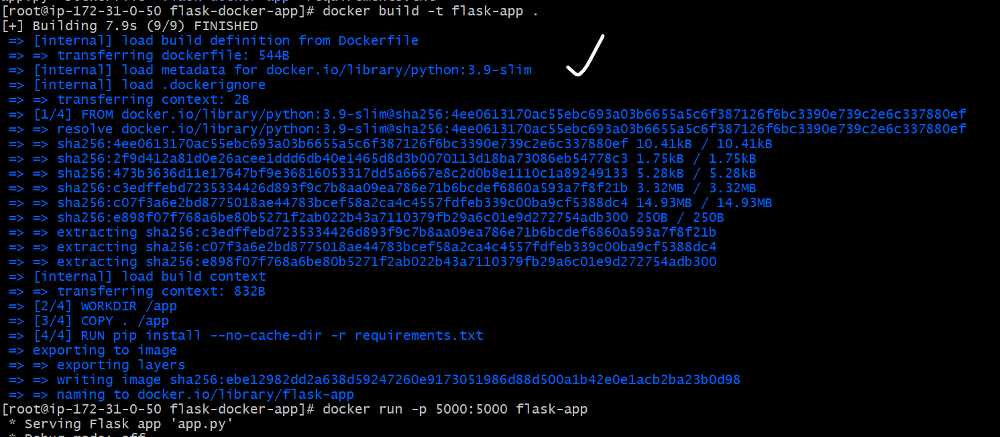 [root@ip-172-31-0-50 flask-docker-app]# docker build -t flask-app .
[+] Building 7.9s (9/9) FINISHED
=> [internal] load build definition from Dockerfile
=> => transferring dockerfile: 544B
=> [internal] load metadata for docker.io/library/python:3.9-slim
=> [internal] load .dockerignore
=> => transferring context: 2B
=> [1/4] FROM docker.io/library/python:3.9-slim@sha256:4ee0613170ac55ebc693a03b6655a5c6f387126f6bc3390e739c2e6c337880ef
=> => resolve docker.io/library/python:3.9-slim@sha256:4ee0613170ac55ebc693a03b6655a5c6f387126f6bc3390e739c2e6c337880ef
=> => sha256:4ee0613170ac55ebc693a03b6655a5c6f387126f6bc3390e739c2e6c337880ef 10.41kB / 10.41kB
=> => sha256:2f9d412a81d0e26acee1ddd6db40e1465d8d3b0070113d18ba73086eb54778c3 1.75kB / 1.75kB
=> => sha256:473b3636d11e17647bf9e36816053317dd5a6667e8c2d0b8e1110c1a89249133 5.28kB / 5.28kB
=> => sha256:c3edffebd7235334426d893f9c7b8aa09ea786e71b6bcdef6860a593a7f8f21b 3.32MB / 3.32MB
=> => sha256:c07f3a6e2bd8775018ae44783bcef58a2ca4c4557fdfeb339c00ba9cf5388dc4 14.93MB / 14.93MB
=> => sha256:e898f07f768a6be80b5271f2ab022b43a7110379fb29a6c01e9d272754adb300 250B / 250B
=> => extracting sha256:c3edffebd7235334426d893f9c7b8aa09ea786e71b6bcdef6860a593a7f8f21b
=> => extracting sha256:c07f3a6e2bd8775018ae44783bcef58a2ca4c4557fdfeb339c00ba9cf5388dc4
=> => extracting sha256:e898f07f768a6be80b5271f2ab022b43a7110379fb29a6c01e9d272754adb300
=> [internal] load build context
=> => transferring context: 832B
=> [2/4] WORKDIR /app
=> [3/4] COPY . /app
=> [4/4] RUN pip install --no-cache-dir -r requirements.txt
=> exporting to image
=> => exporting layers
=> => writing image sha256:ebe12982dd2a638d59247260e9173051986d88d500a1b42e0e1acb2ba23b0d98
=> => naming to docker.io/library/flask-app
[root@ip-172-31-0-50 flask-docker-app]# docker run -p 5000:5000 flask-app
* Serving Flask app 'app.py'
* Debug mode: off